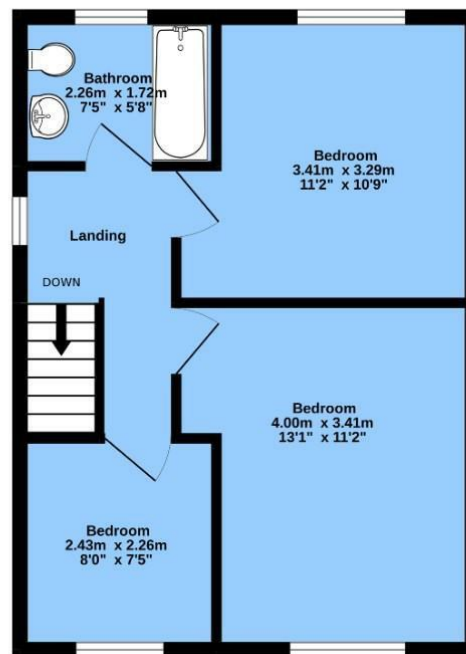 Bathroom
2.26m x 1.72m
7'5" x 5'8"
Bedroom
3.41m x 3.29m
11'2" x 10'9"
Landing
DOWN
Bedroom
4.00m x 3.41m
13'1" x 11'2"
Bedroom
2.43m x 2.26m
8'0" x 7'5"